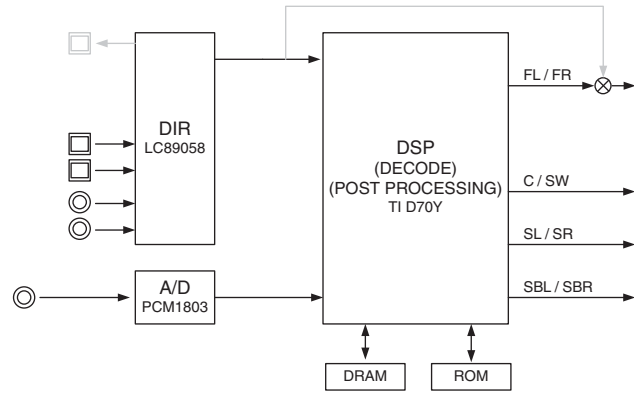 FL / FR
DIR
LC89058
DSP
(DECODE)
(POST PROCESSING)
TI D70Y
C / SW
SL / SR
A/D
PCM1803
SBL / SBR
DRAM
ROM